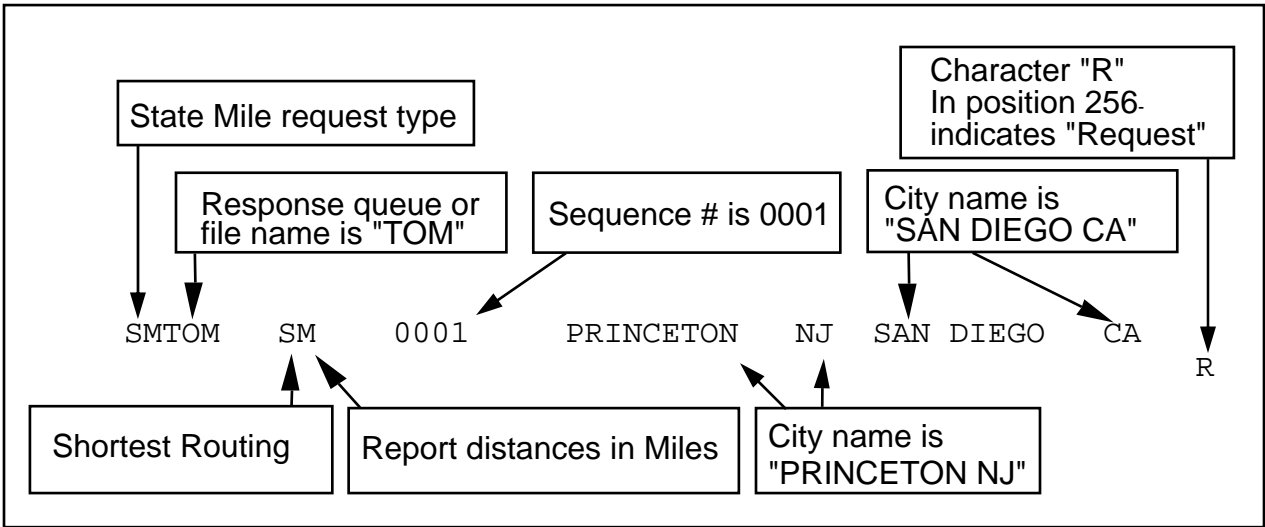 State Mile request type
Character "R"
In position 256-
indicates "Request"
Response queue or
file name is "TOM"
Sequence # is 0001
City name is
"SAN DIEGO CA"
SMTOM SM 0001 PRINCETON NJ SAN DIEGO CA
R
Shortest Routing
Report distances in Miles
City name is
"PRINCETON NJ"